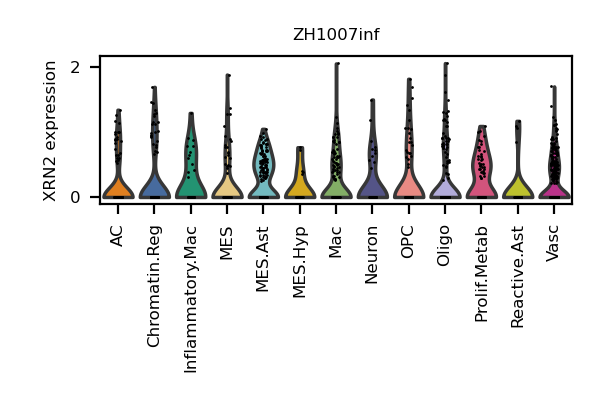 ZH1007inf
XRN2 expression
2
0
AC
Chromatin.Reg
Inflammatory.Mac
MES
MES.Ast
MES.Hyp
Mac
Neuron
OPC
Oligo
Prolif.Metab
Reactive.Ast
Vasc